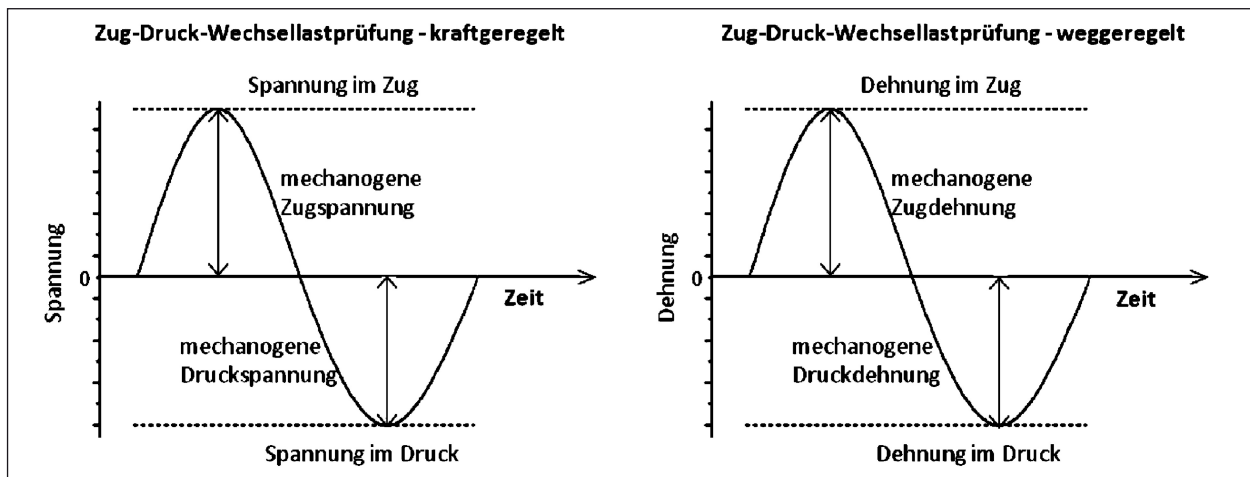 Zug-Druck-Wechsellastprüfung - kraftgeregelt
Spannung im Zug
mechanogene
Zugspannung
Spannung
0
Zeit
mechanogene
Druckspannung
Spannung im Druck
Zug-Druck-Wechsellastprüfung - weggeregelt
Dehnung im Zug
mechanogene
Zugdehnung
Dehnung
0
Zeit
mechanogene
Druckdehnung
Dehnung im Druck